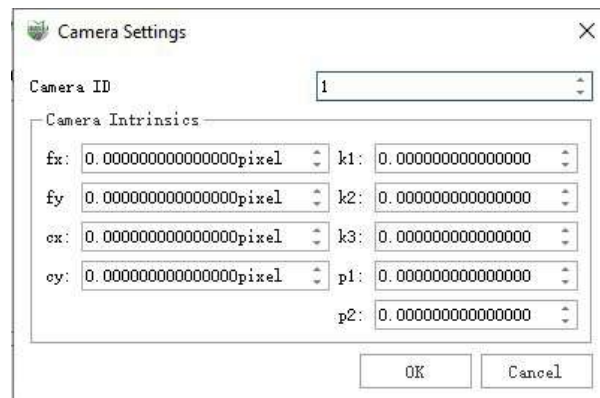 Camera Settings
Camera ID 1
Camera Intrinsics
fx: 0.000000000000000pixel k1: 0.000000000000000
fy 0.000000000000000pixel k2: 0.000000000000000
cx: 0.000000000000000pixel k3: 0.000000000000000
cy: 0.000000000000000pixel p1: 0.000000000000000
p2: 0.000000000000000
OK Cancel